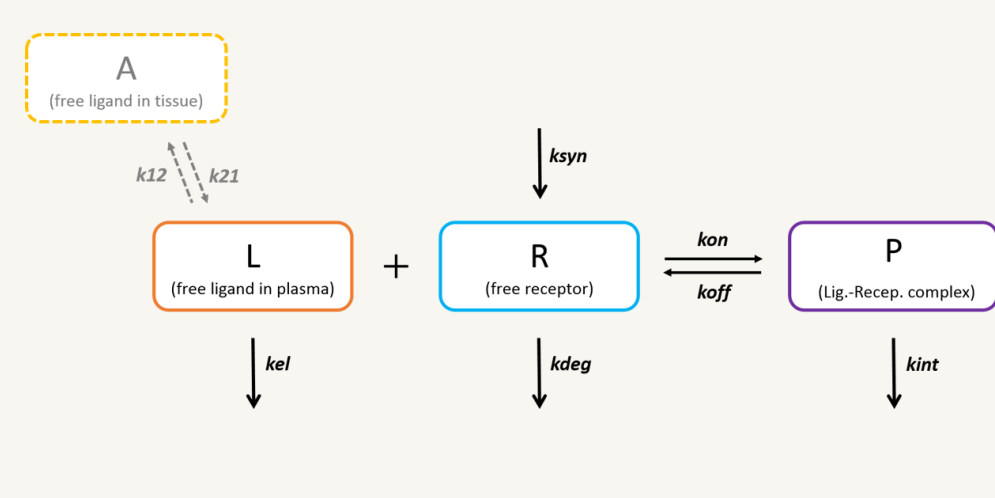 A
(free ligand in tissue)
k12
k21
ksyn
L
(free ligand in plasma)
+
R
(free receptor)
kon
koff
P
(Lig.-Recep. complex)
kel
kdeg
kint